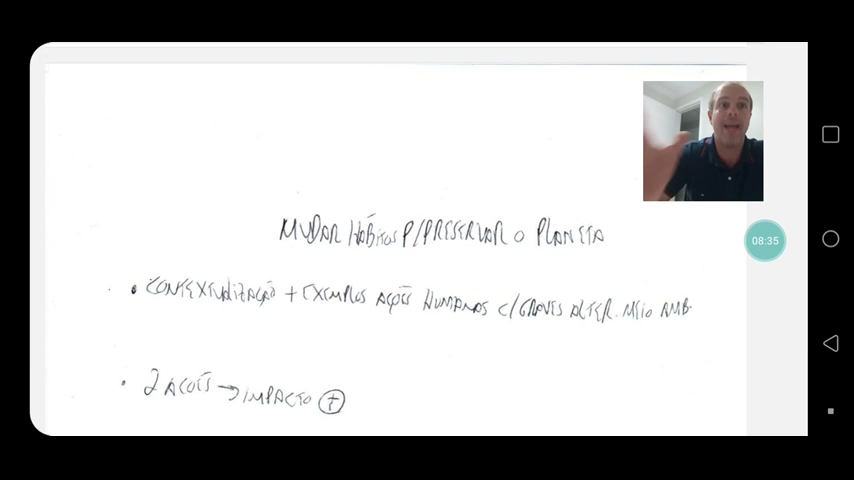 MUDAR HÁBITOS P/PRESERVAR O PLANETA
• CONTEXTUALIZAÇÃO + EXEMPLOS AÇÕES HUMANAS C/GRAVES ALTER. MEIO AMB.
• 2 AÇÕES → IMPACTO +
08:35